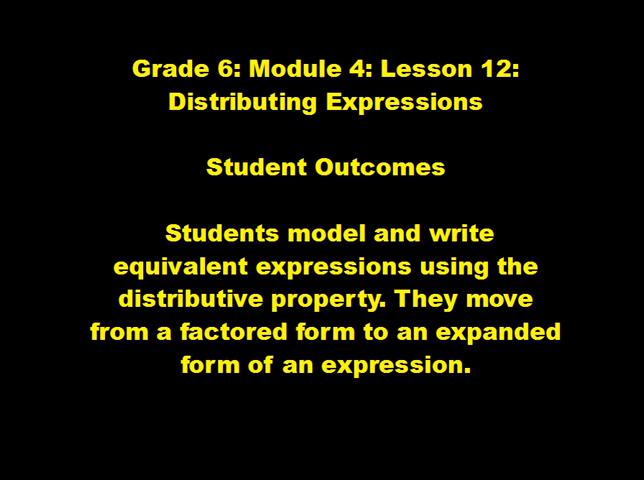 Grade 6: Module 4: Lesson 12:
Distributing Expressions
Student Outcomes
Students model and write
equivalent expressions using the
distributive property. They move
from a factored form to an expanded
form of an expression.